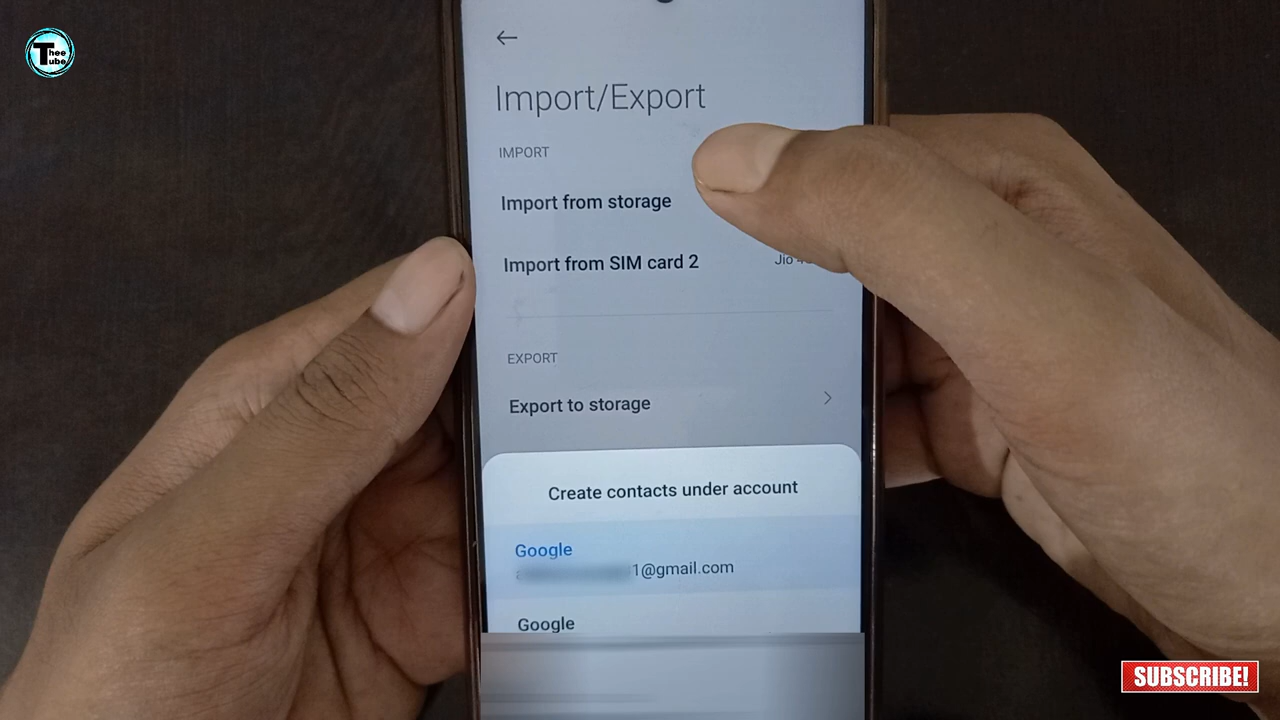 Thee
Tube
Import/Export
IMPORT
Import from storage
Import from SIM card 2
Jio
EXPORT
Export to storage
Create contacts under account
Google
1@gmail.com
Google
SUBSCRIBE!